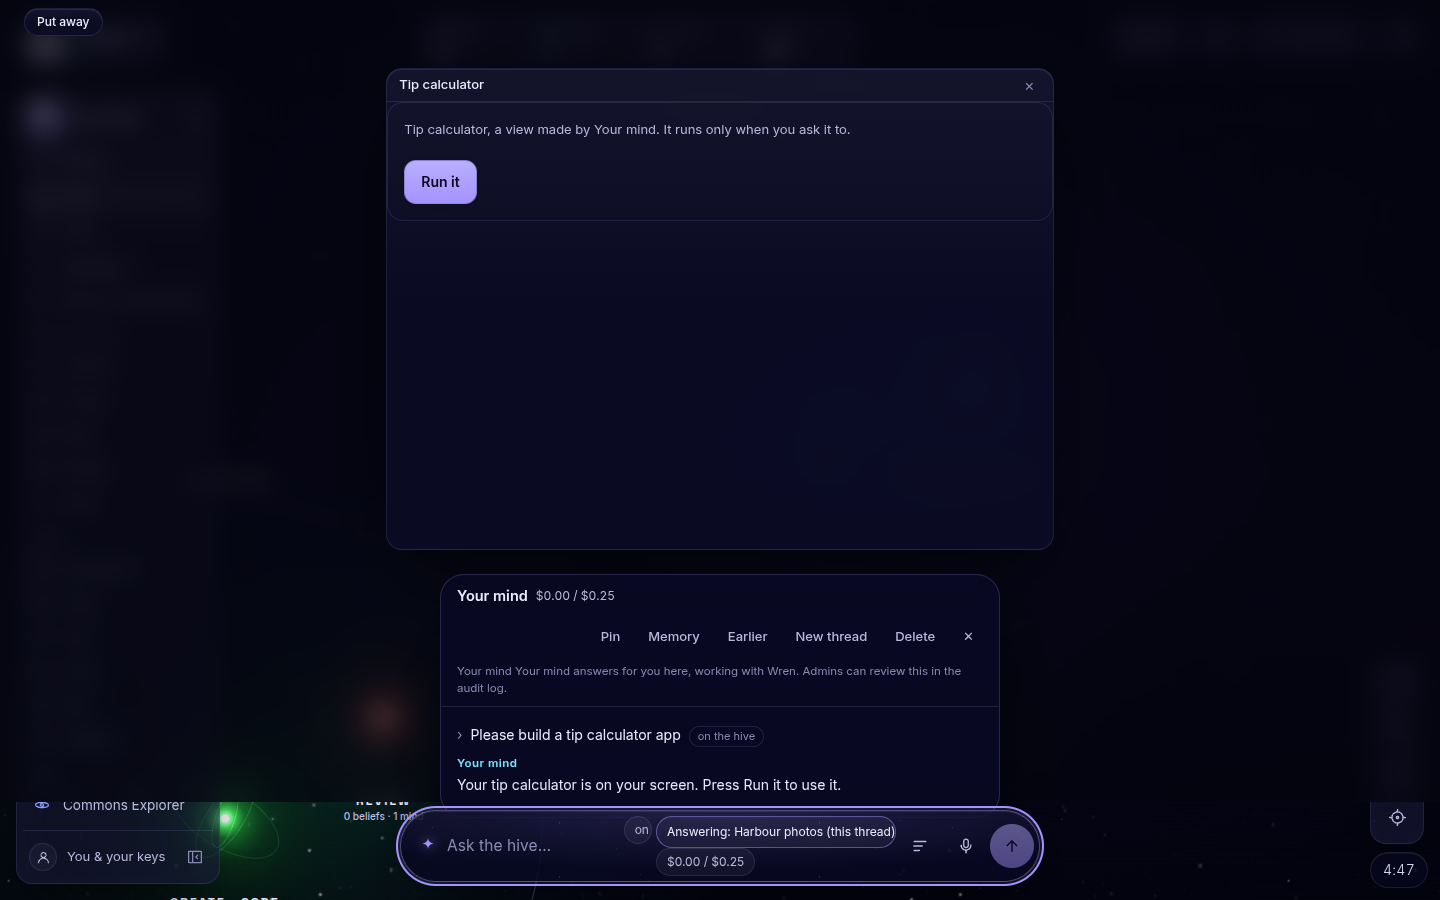 Put away
Tip calculator
×
Tip calculator, a view made by Your mind. It runs only when you ask it to.
Run it
Your mind $0.00 / $0.25
Pin Memory Earlier New thread Delete ×
Your mind Your mind answers for you here, working with Wren. Admins can review this in the
audit log.
› Please build a tip calculator app on the hive
Your mind
Your tip calculator is on your screen. Press Run it to use it.
Commons Explorer
0 beliefs · 1 mind
Ask the hive...
on
Answering: Harbour photos (this thread)
$0.00 / $0.25
You & your keys
4:47